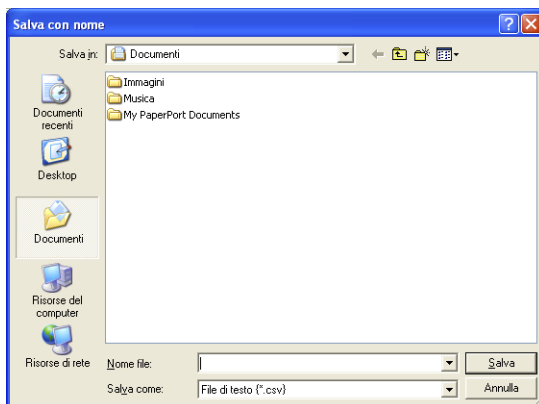 Salva con nome
Salva in:
Documenti
Immagini
Musica
My PaperPort Documents
Documenti
recenti
Desktop
Documenti
Risorse del
computer
Risorse di rete
Nome file:
Salva
Salva come:
File di testo {*.csv}
Annulla